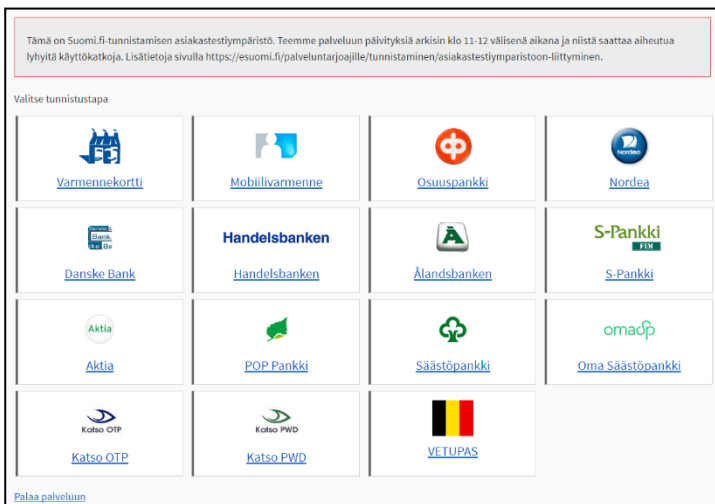 Tämä on Suomi.fi-tunnistamisen asiakastestiympäristö. Teemme palveluun päivityksiä arkisin klo 11-12 välisenä aikana ja niistä saattaa aiheutua
lyhyitä käyttökatkoja. Lisätietoja sivulla https://esuomi.fi/palveluntarjoajille/tunnistaminen/asiakastestiymparistoon-liittyminen.
Valitse tunnistustapa
Varmennekortti
Mobiilivarmenne
Osuuspankki
Nordea
Nordea
Bank
Danske Bank
Handelsbanken
Handelsbanken
Ålandsbanken
S-Pankki
FIM
S-Pankki
Aktia
Aktia
POP Pankki
Säästöpankki
omasp
Oma Säästöpankki
Katso OTP
Katso OTP
Katso PWD
Katso PWD
VETUPAS
Palaa palveluun